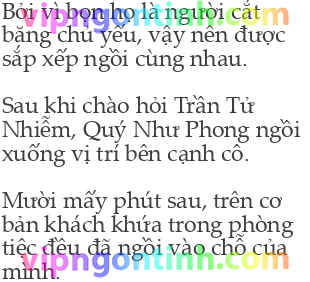 Bởi vì bọn họ là người cắt
băng chủ yếu, vậy nên được
sắp xếp ngồi cùng nhau.
Sau khi chào hỏi Trần Tử
Nhiễm, Quý Như Phong ngồi
xuống vị trí bên cạnh cô.
Mười mấy phút sau, trên cơ
bản khách khứa trong phòng
tiệc đều đã ngồi vào chỗ của
mình.
vipngontinh.com
vipngontinh.com